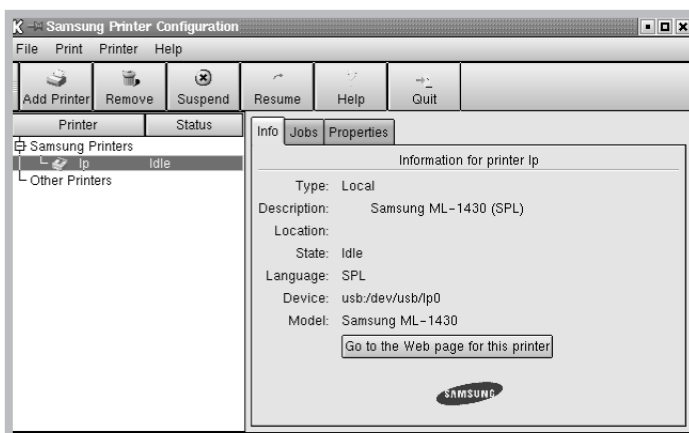 Samsung Printer Configuration
File Print Printer Help
Add Printer Remove Suspend Resume Help Quit
Printer Status
Samsung Printers
lp Idle
Other Printers
Info Jobs Properties
Information for printer lp
Type: Local
Description: Samsung ML-1430 (SPL)
Location:
State: Idle
Language: SPL
Device: usb:/dev/usb/lp0
Model: Samsung ML-1430
Go to the Web page for this printer
SAMSUNG